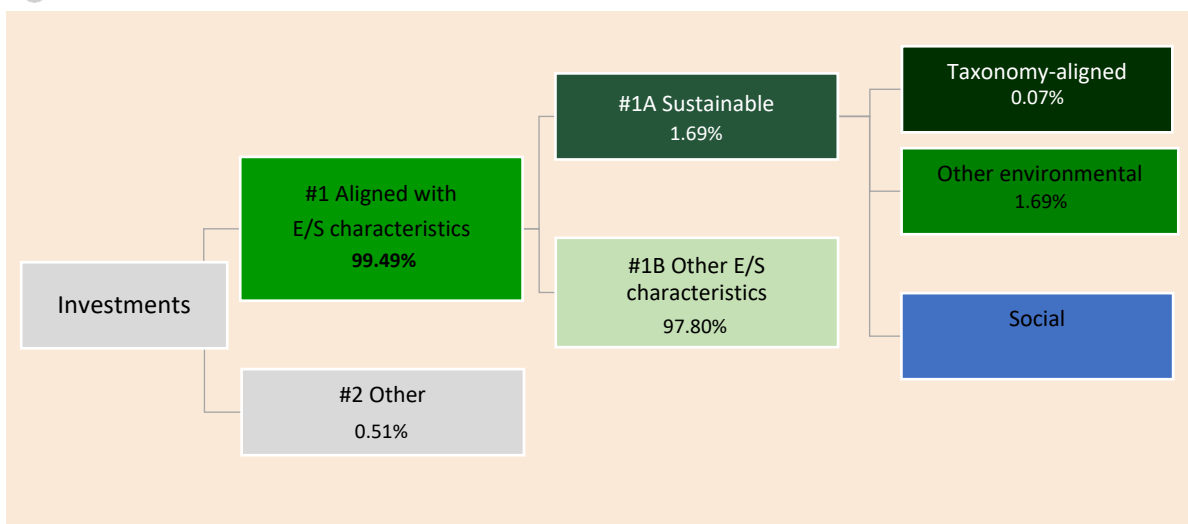 Investments
#1 Aligned with
E/S characteristics
99.49%
#2 Other
0.51%
#1A Sustainable
1.69%
#1B Other E/S
characteristics
97.80%
Taxonomy-aligned
0.07%
Other environmental
1.69%
Social